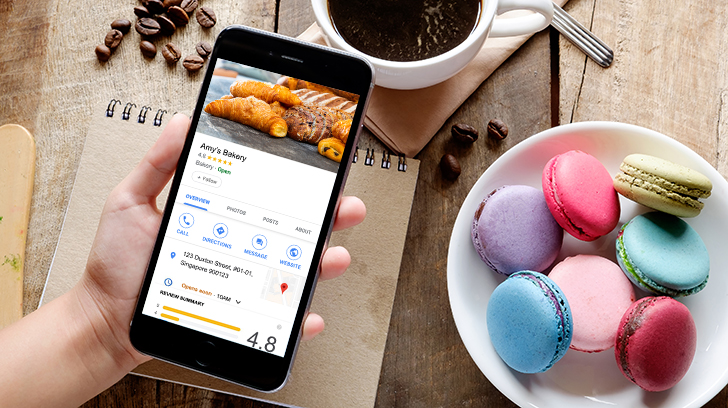 Amy's Bakery
4.8
Bakery · Open
+ Follow
OVERVIEW PHOTOS POSTS ABOUT
CALL DIRECTIONS MESSAGE WEBSITE
123 Duxton Street, #01-01,
Singapore 900123
Opens soon · 10AM
REVIEW SUMMARY
5
4
4.8